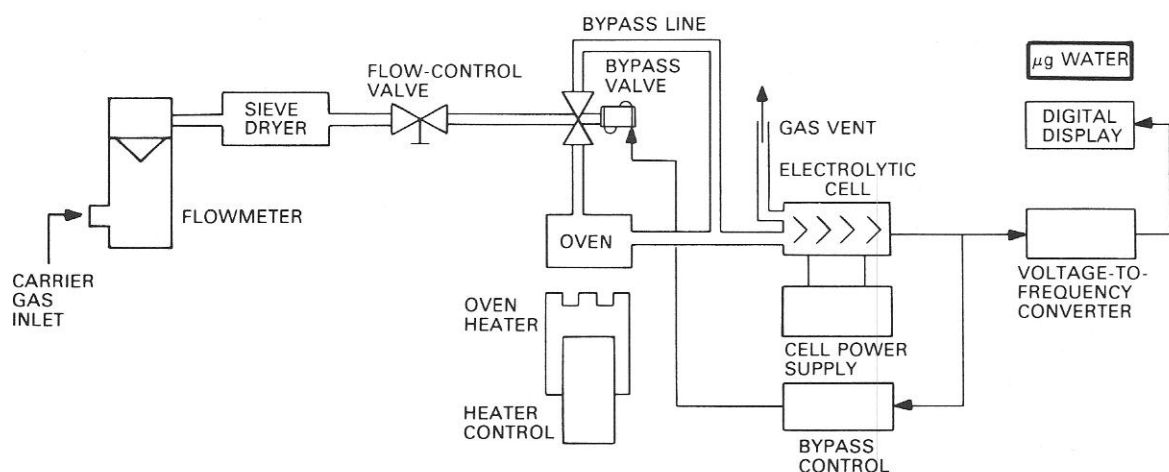 BYPASS LINE
FLOW-CONTROL
VALVE
BYPASS
VALVE
μg WATER
SIEVE
DRYER
GAS VENT
DIGITAL
DISPLAY
ELECTROLYTIC
CELL
FLOWMETER
OVEN
CARRIER
GAS
INLET
OVEN
HEATER
VOLTAGE-TO-
FREQUENCY
CONVERTER
CELL POWER
SUPPLY
HEATER
CONTROL
BYPASS
CONTROL